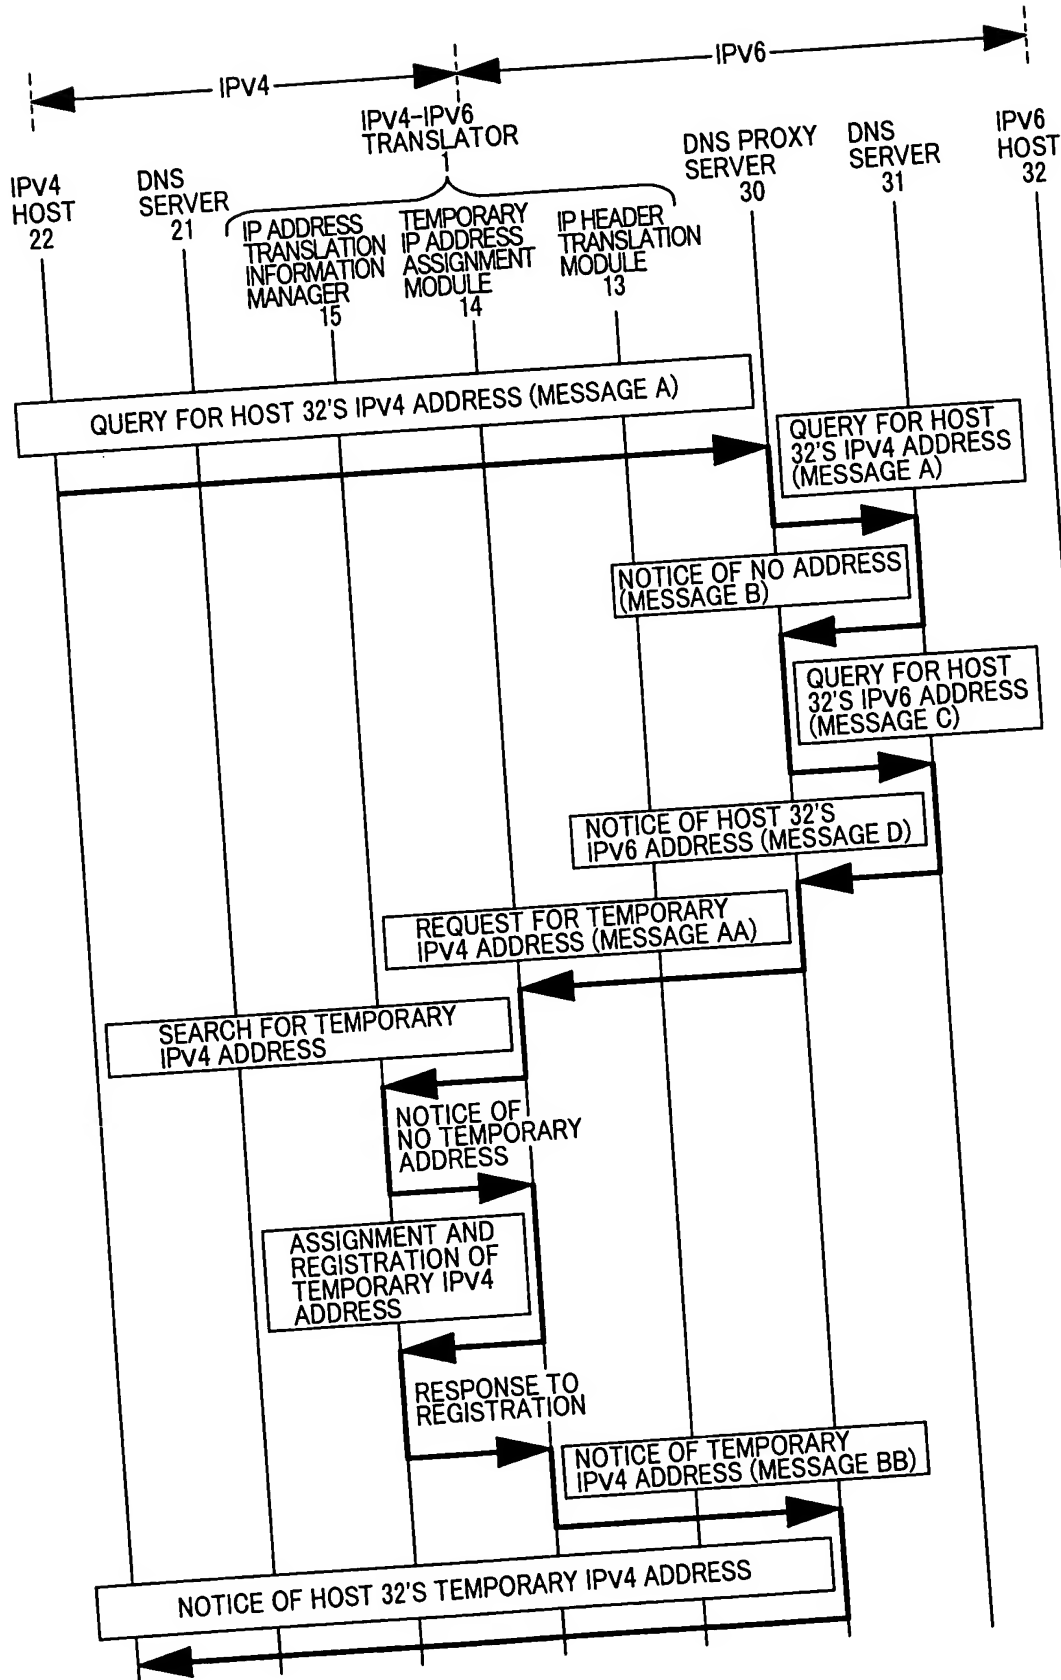 IPV4
IPV6
IPV4-IPV6
TRANSLATOR
1
IPV4
HOST
22
DNS
SERVER
21
IP ADDRESS
TRANSLATION
INFORMATION
MANAGER
15
TEMPORARY
IP ADDRESS
ASSIGNMENT
MODULE
14
IP HEADER
TRANSLATION
MODULE
13
DNS PROXY
SERVER
30
DNS
SERVER
31
IPV6
HOST
32
QUERY FOR HOST 32'S IPV4 ADDRESS (MESSAGE A)
QUERY FOR HOST
32'S IPV4 ADDRESS
(MESSAGE A)
NOTICE OF NO ADDRESS
(MESSAGE B)
QUERY FOR HOST
32'S IPV6 ADDRESS
(MESSAGE C)
NOTICE OF HOST 32'S
IPV6 ADDRESS (MESSAGE D)
REQUEST FOR TEMPORARY
IPV4 ADDRESS (MESSAGE AA)
SEARCH FOR TEMPORARY
IPV4 ADDRESS
NOTICE OF
NO TEMPORARY
ADDRESS
ASSIGNMENT AND
REGISTRATION OF
TEMPORARY IPV4
ADDRESS
RESPONSE TO
REGISTRATION
NOTICE OF TEMPORARY
IPV4 ADDRESS (MESSAGE BB)
NOTICE OF HOST 32'S TEMPORARY IPV4 ADDRESS